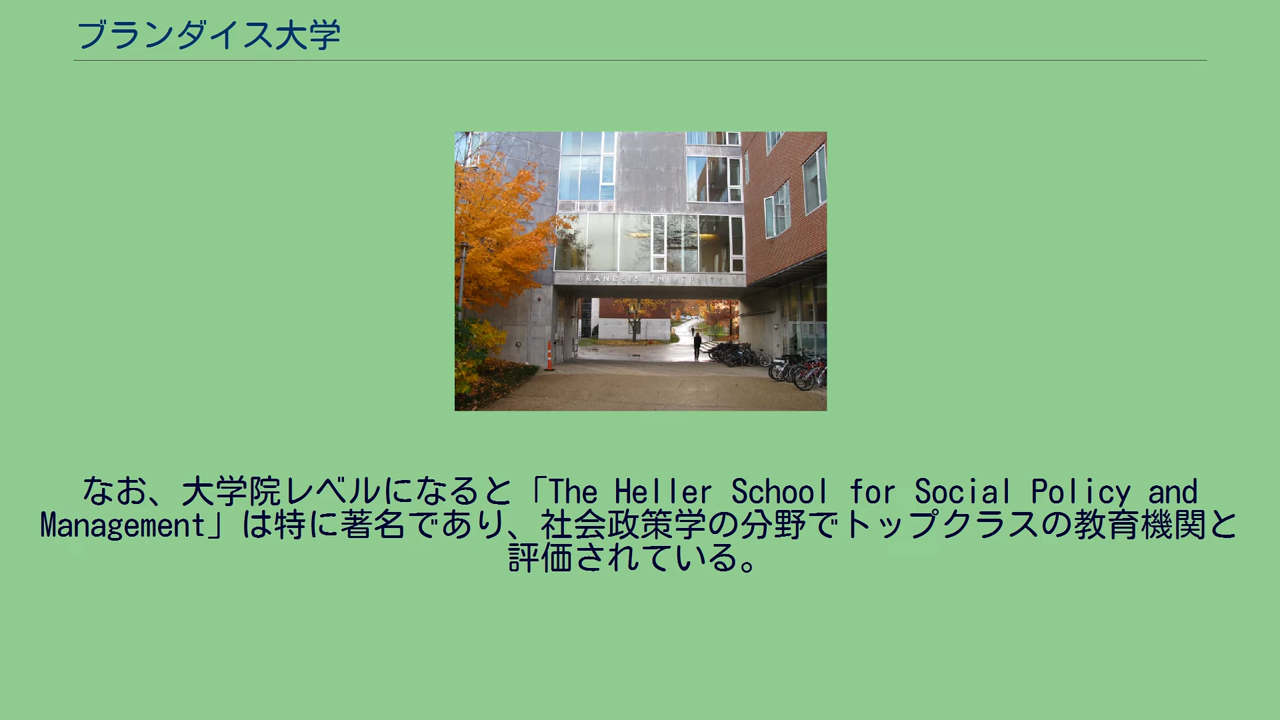 ブランダイス大学
BRANDEIS UNIVERSITY
なお、大学院レベルになると「The Heller School for Social Policy and
Management」は特に著名であり、社会政策学の分野でトップクラスの教育機関と
評価されている。